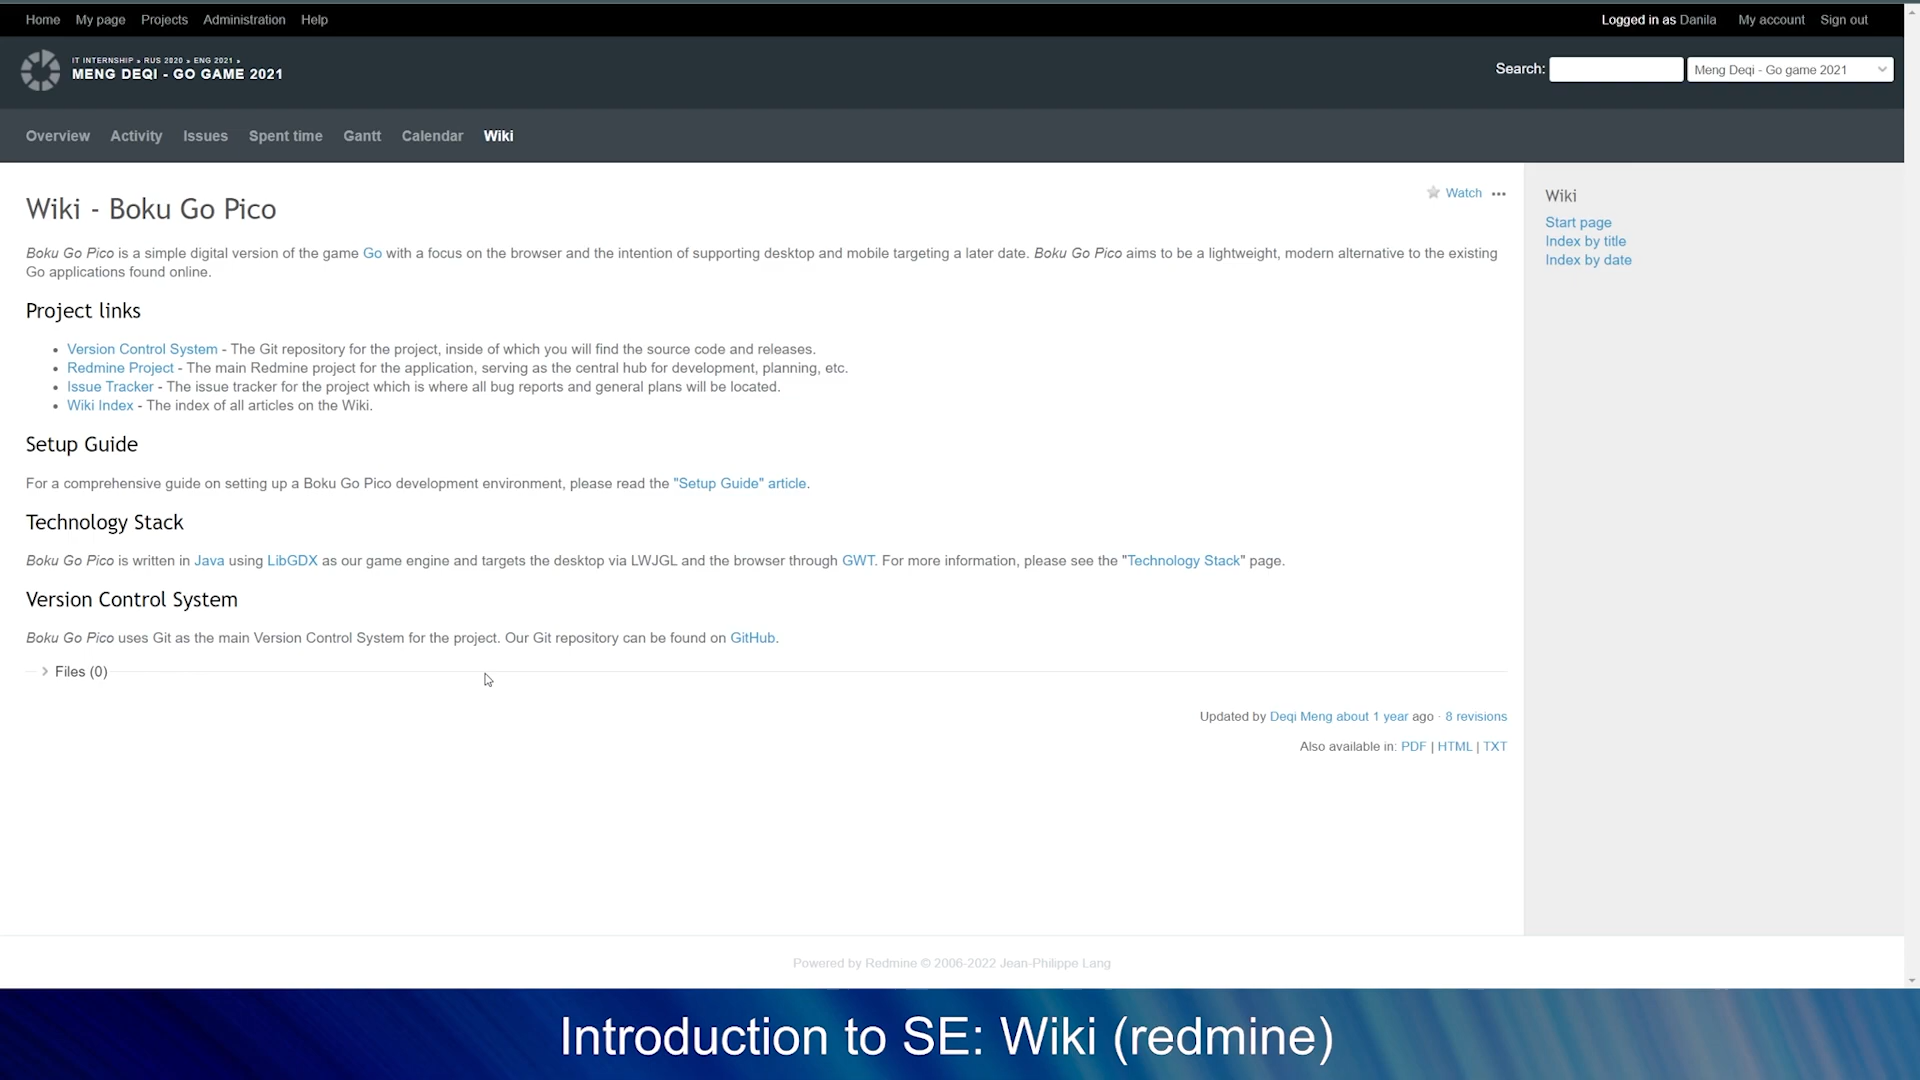 Home My page Projects Administration Help
Logged in as Danila My account Sign out
IT INTERNSHIP » RUS 2020 » ENG 2021 »
MENG DEQI - GO GAME 2021
Search: Meng Deqi - Go game 2021
Overview Activity Issues Spent time Gantt Calendar Wiki
Watch •••
Wiki - Boku Go Pico
Boku Go Pico is a simple digital version of the game Go with a focus on the browser and the intention of supporting desktop and mobile targeting a later date. Boku Go Pico aims to be a lightweight, modern alternative to the existing
Go applications found online.
Project links
• Version Control System - The Git repository for the project, inside of which you will find the source code and releases.
• Redmine Project - The main Redmine project for the application, serving as the central hub for development, planning, etc.
• Issue Tracker - The issue tracker for the project which is where all bug reports and general plans will be located.
• Wiki Index - The index of all articles on the Wiki.
Setup Guide
For a comprehensive guide on setting up a Boku Go Pico development environment, please read the "Setup Guide" article.
Technology Stack
Boku Go Pico is written in Java using LibGDX as our game engine and targets the desktop via LWJGL and the browser through GWT. For more information, please see the "Technology Stack" page.
Version Control System
Boku Go Pico uses Git as the main Version Control System for the project. Our Git repository can be found on GitHub.
Files (0)
Updated by Deqi Meng about 1 year ago · 8 revisions
Also available in: PDF | HTML | TXT
Wiki
Start page
Index by title
Index by date
Powered by Redmine © 2006-2022 Jean-Philippe Lang
Introduction to SE: Wiki (redmine)